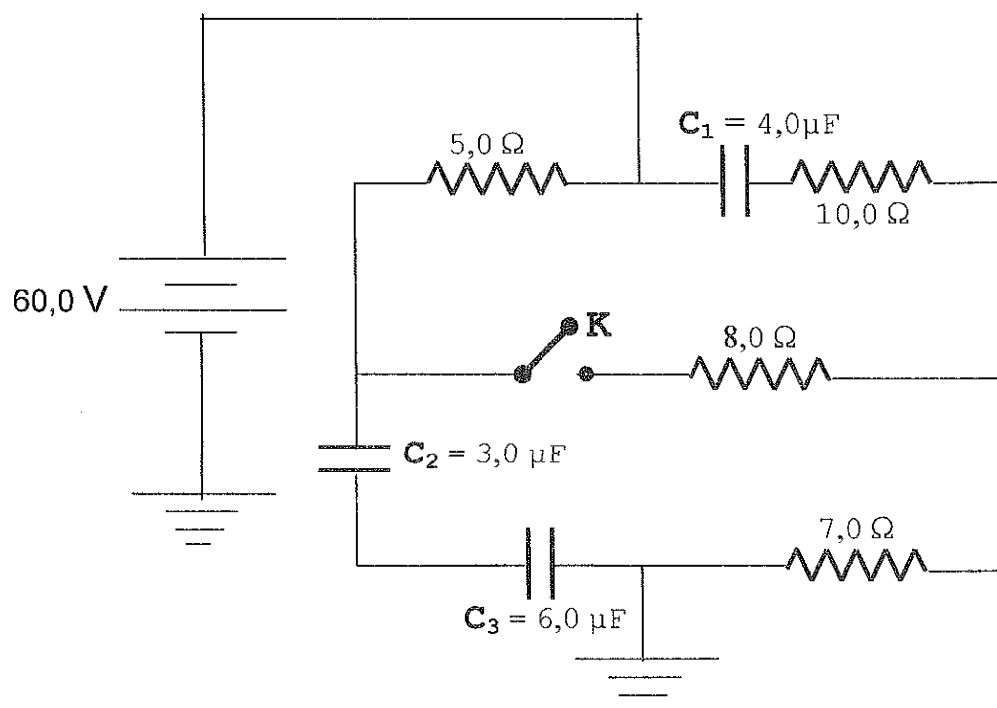 C₁ = 4,0µF
5,0 Ω
10,0 Ω
60,0 V
K
8,0 Ω
C₂ = 3,0 µF
7,0 Ω
C₃ = 6,0 µF